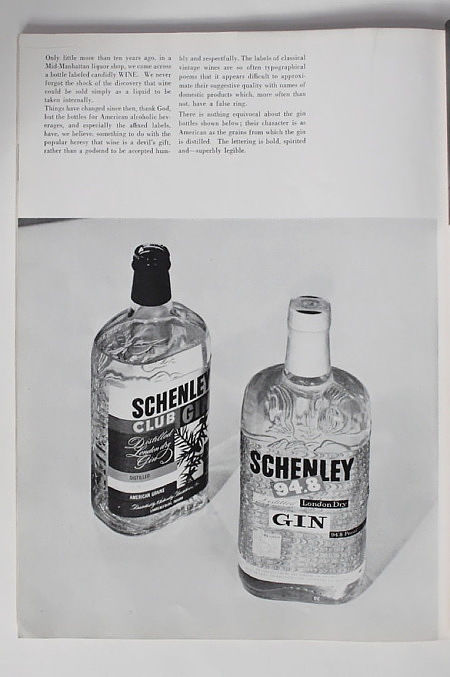 Only little more than ten years ago, in a
Mid-Manhattan liquor shop, we came across
a bottle labeled candidly WINE. We never
forgot the shock of the discovery that wine
could be sold simply as a liquid to be
taken internally.
Things have changed since then, thank God,
but the bottles for American alcoholic bev-
erages, and especially the affixed labels,
have, we believe, something to do with the
popular heresy that wine is a devil's gift,
rather than a godsend to be accepted hum-
bly and respectfully. The labels of classical
vintage wines are so often typographical
poems that it appears difficult to approxi-
mate their suggestive quality with names of
domestic products which, more often than
not, have a false ring.
There is nothing equivocal about the gin
bottles shown below; their character is as
American as the grains from which the gin
is distilled. The lettering is bold, spirited
and—superbly legible.
SCHENLEY
CLUB GIN
Distilled
London dry
Gin
DISTILLED
AMERICAN GRAINS
SCHENLEY
94.8
London Dry
GIN
94.8 Proof